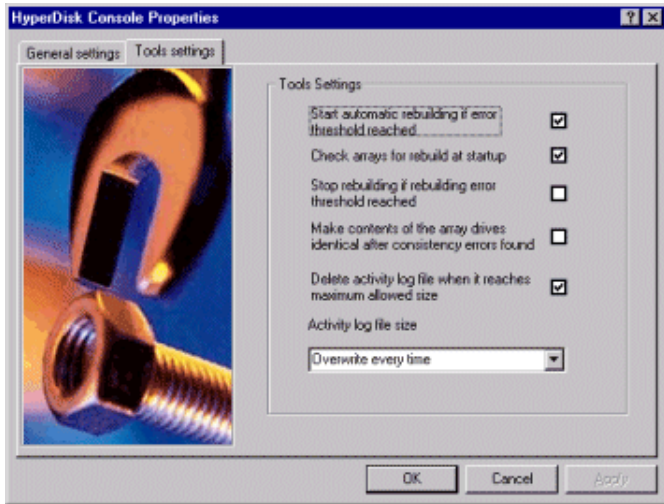 HyperDisk Console Properties
General settings
Tools settings
Tools Settings
Start automatic rebuilding if error
threshold reached
Check arrays for rebuild at startup
Stop rebuilding if rebuilding error
threshold reached
Make contents of the array drives
identical after consistency errors found
Delete activity log file when it reaches
maximum allowed size
Activity log file size
Overwrite every time
OK
Cancel
Apply